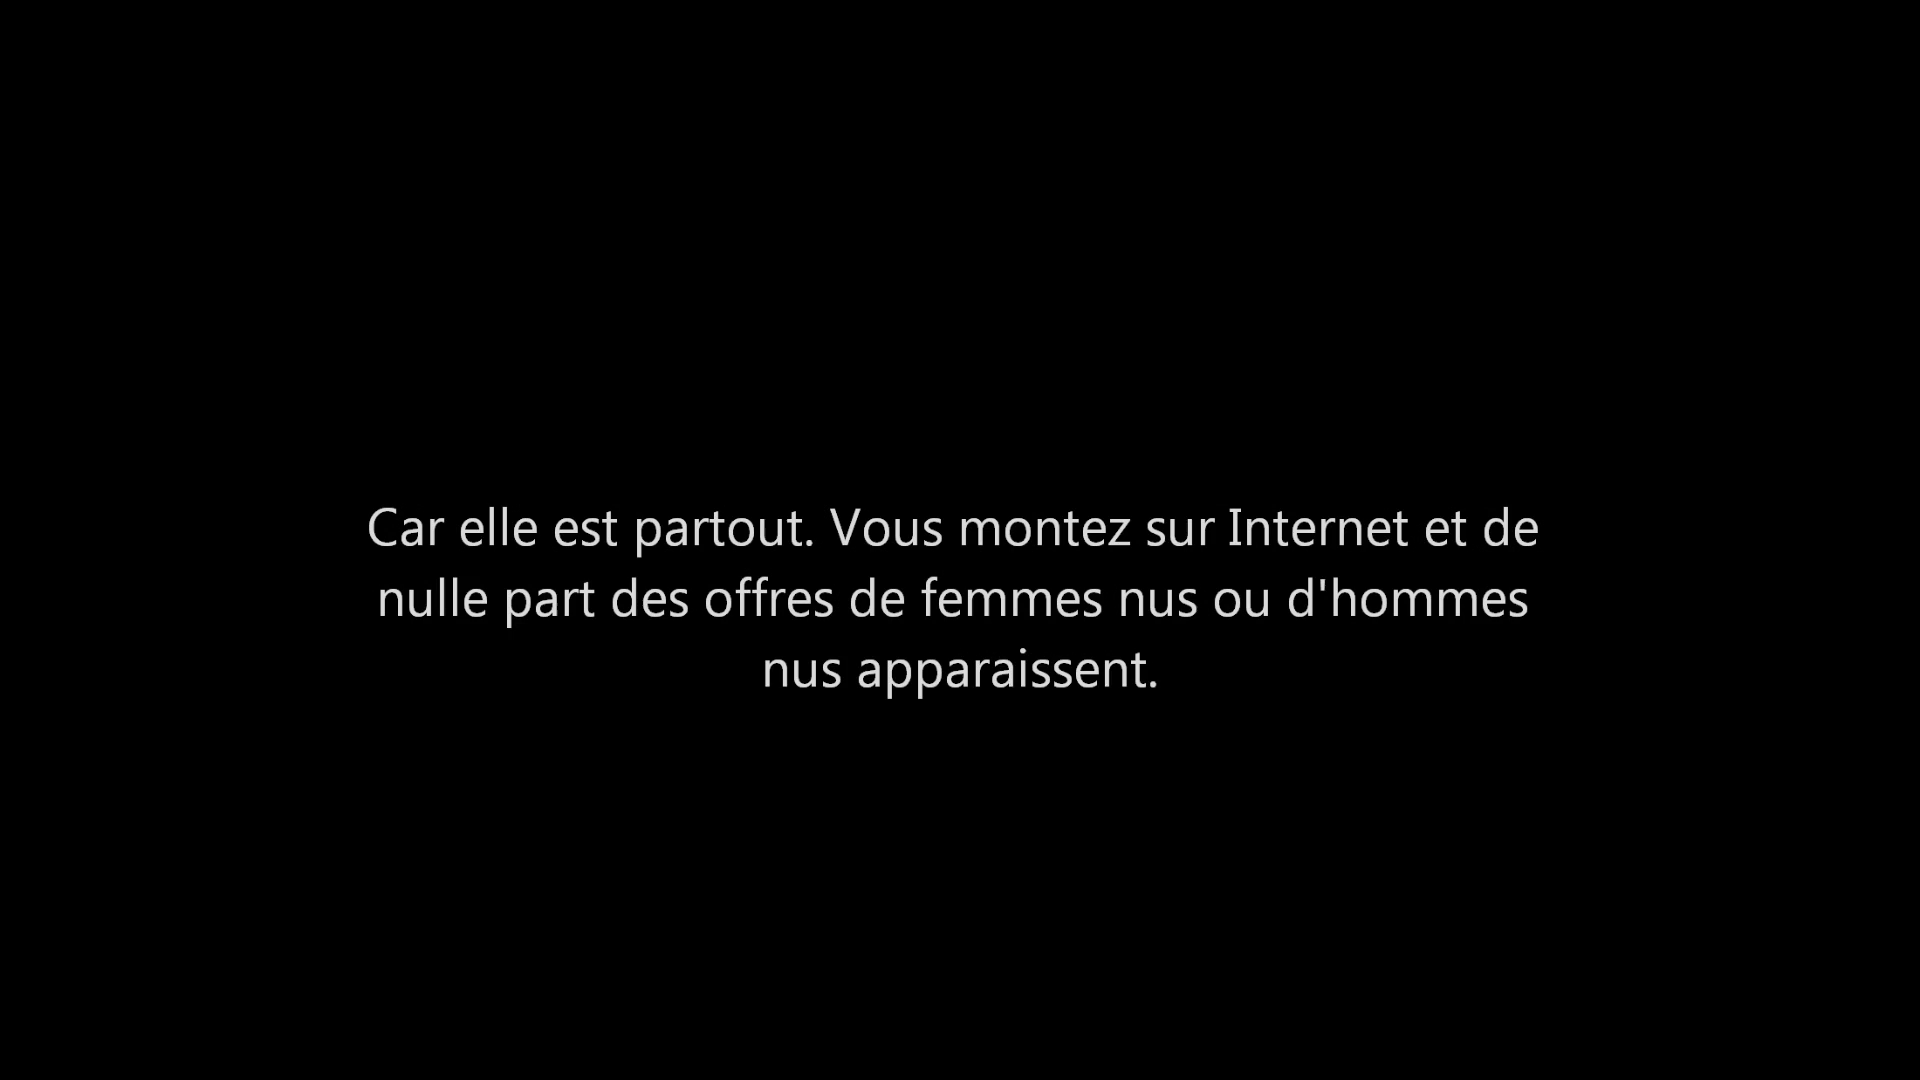 Car elle est partout. Vous montez sur Internet et de
nulle part des offres de femmes nus ou d'hommes
nus apparaissent.